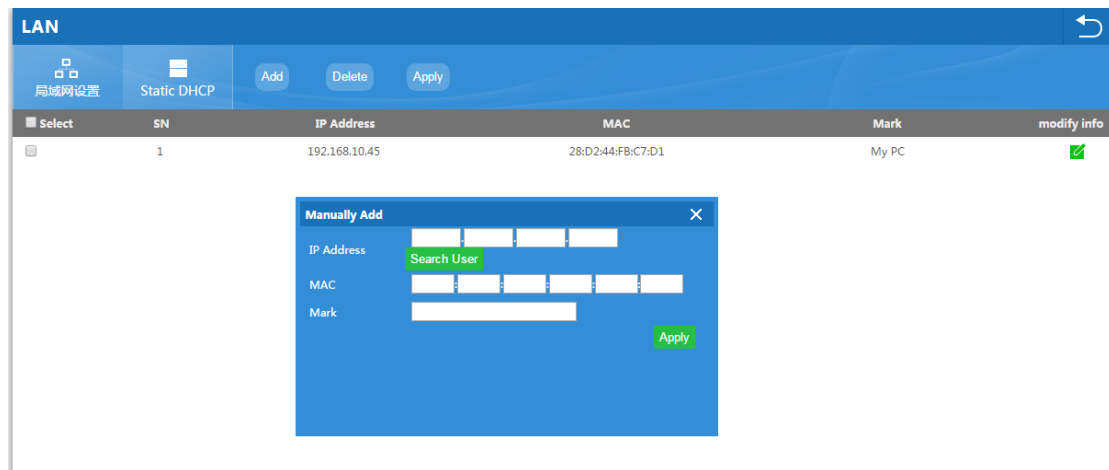 LAN
局域网设置 Static DHCP Add Delete Apply
Select SN IP Address MAC Mark modify info
1 192.168.10.45 28:D2:44:FB:C7:D1 My PC
Manually Add
IP Address . . .
Search User
MAC : : : : :
Mark
Apply